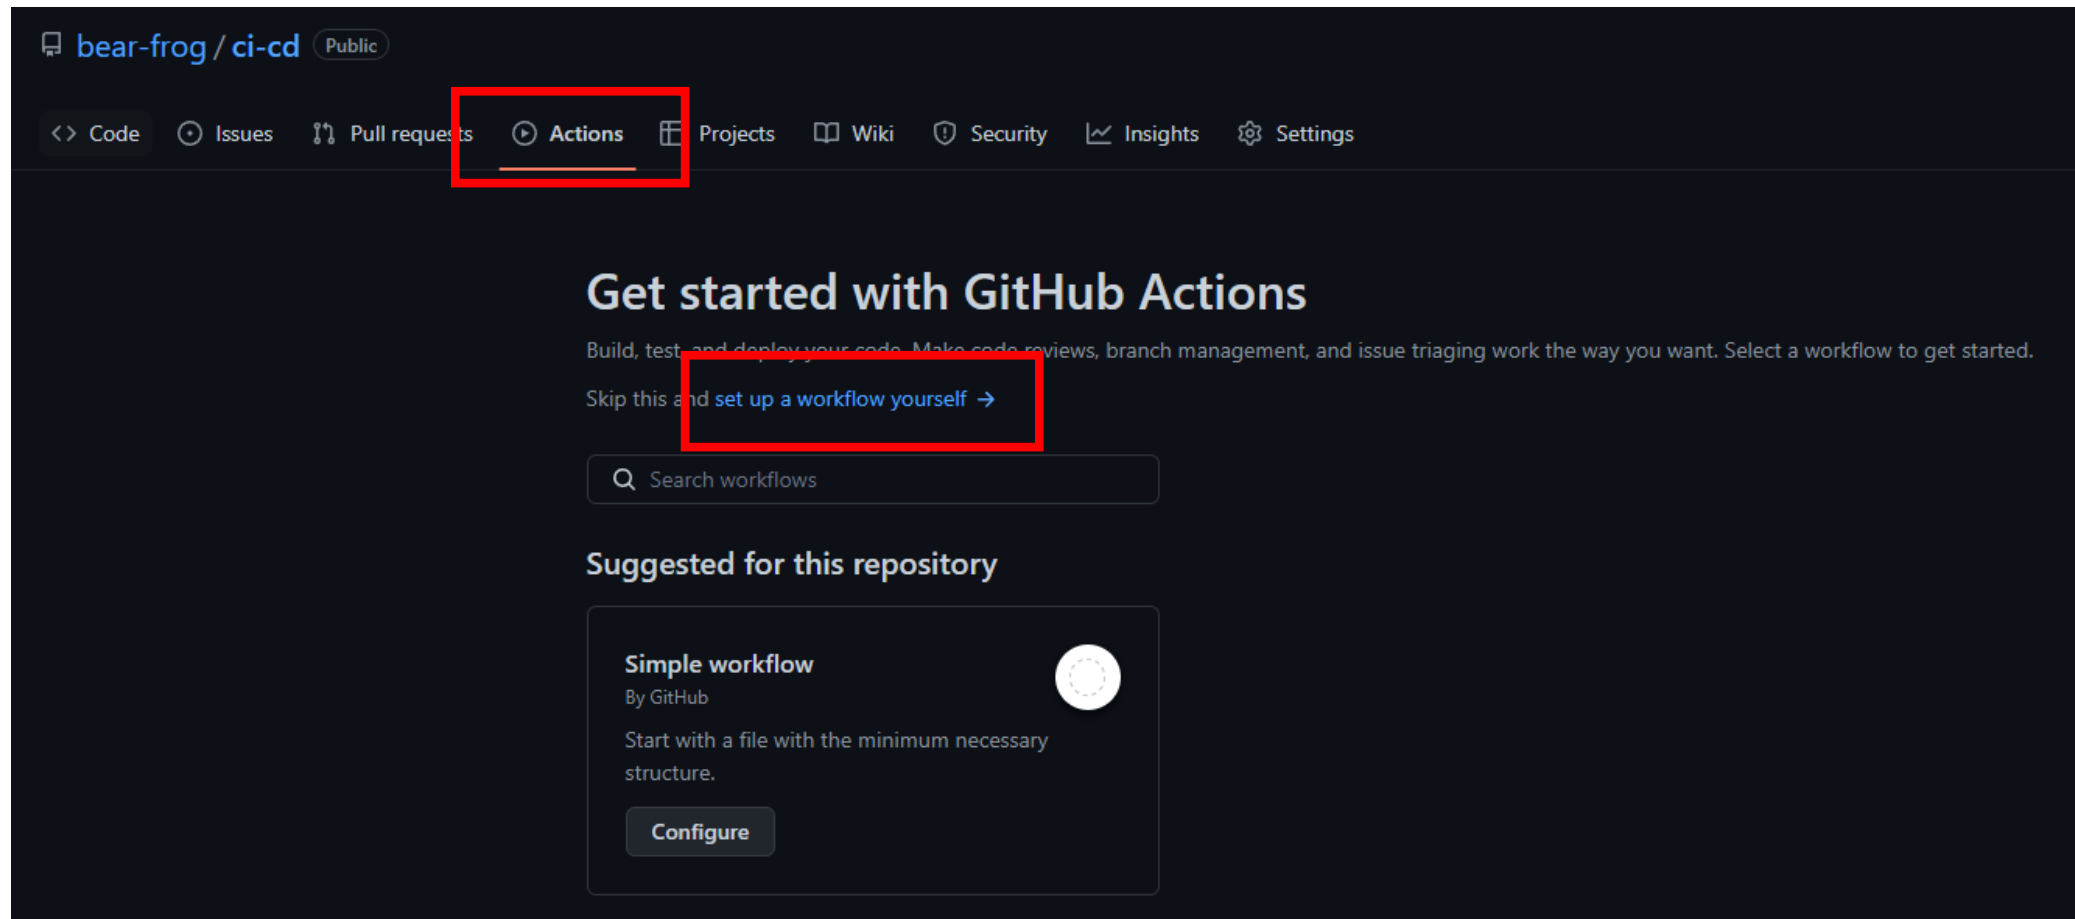 bear-frog / ci-cd Public
Code Issues Pull requests Actions Projects Wiki Security Insights Settings
Get started with GitHub Actions
Build, test, and deploy your code. Make code reviews, branch management, and issue triaging work the way you want. Select a workflow to get started.
Skip this and set up a workflow yourself →
Search workflows
Suggested for this repository
Simple workflow
By GitHub
Start with a file with the minimum necessary
structure.
Configure